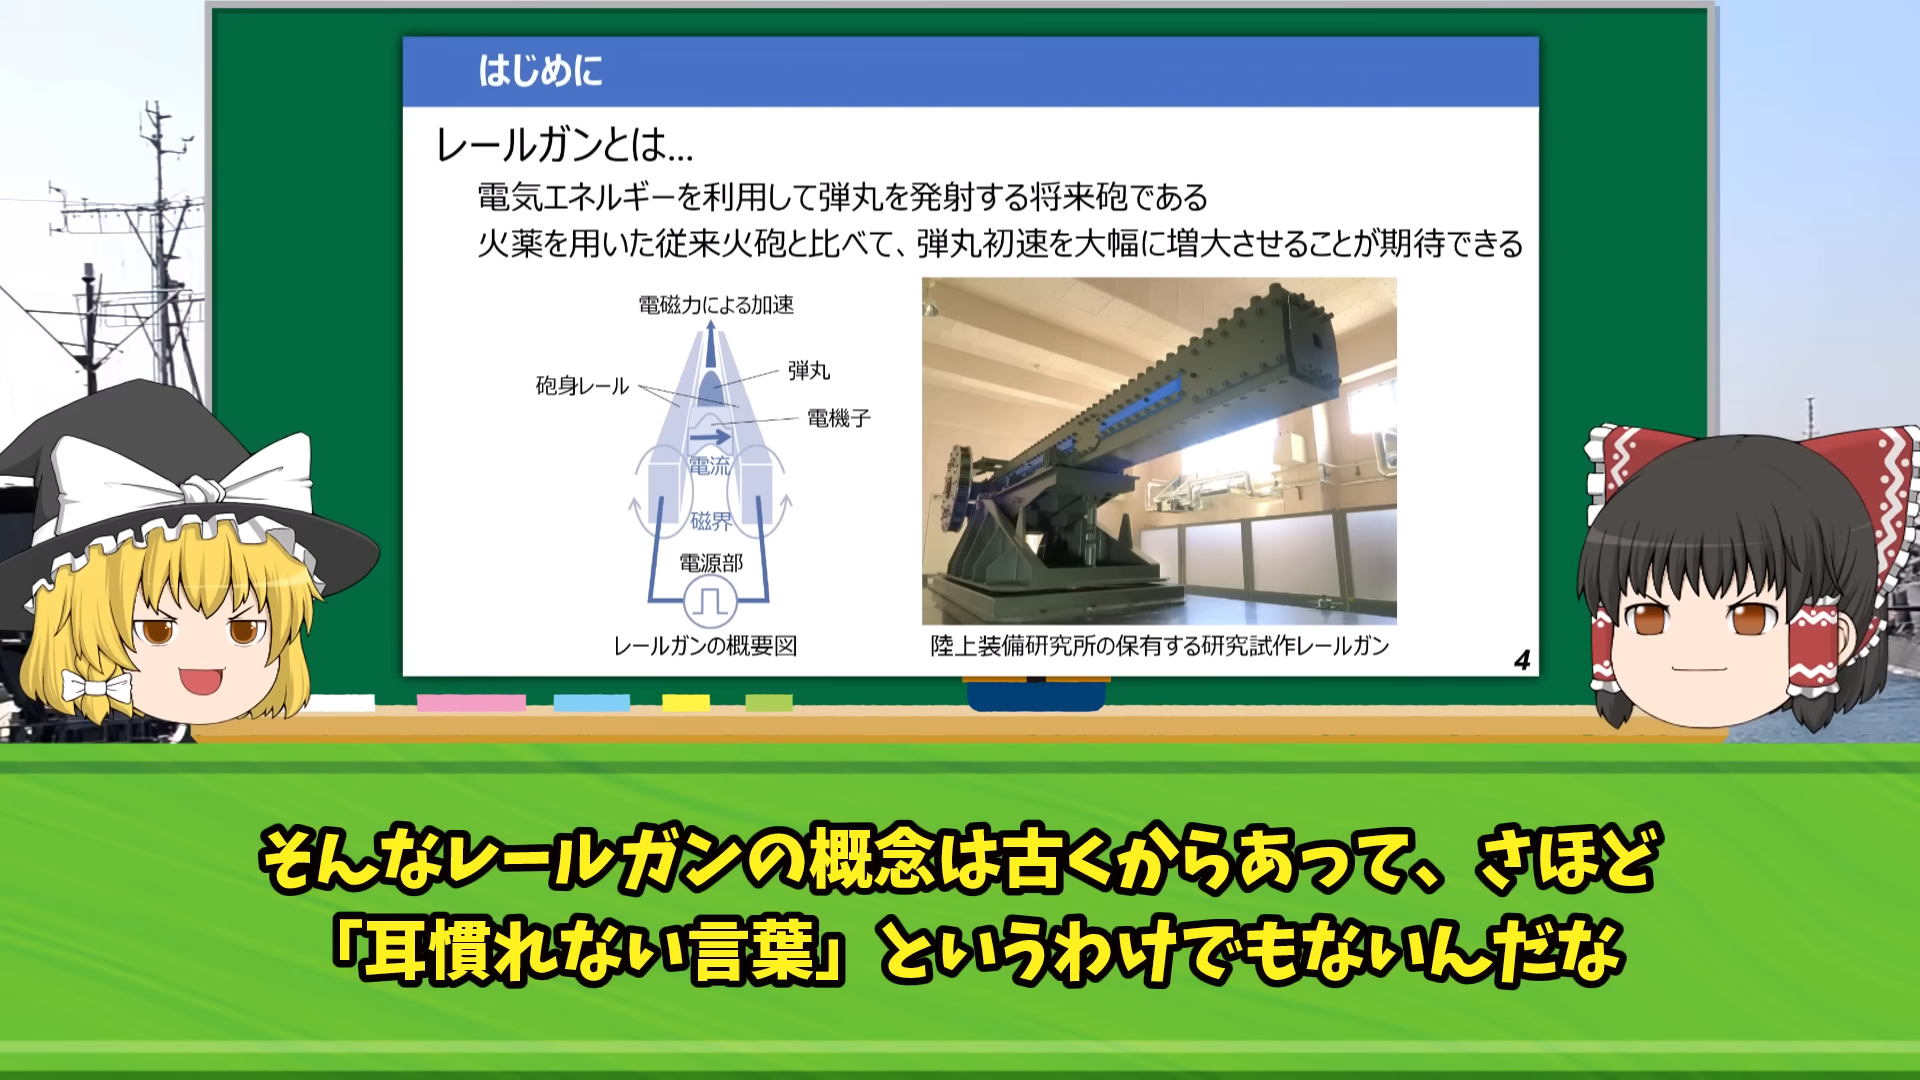 はじめに
レールガンとは...
電気エネルギーを利用して弾丸を発射する将来砲である
火薬を用いた従来火砲と比べて、弾丸初速を大幅に増大させることが期待できる
電磁力による加速
弾丸
砲身レール
電機子
電流
磁界
電源部
レールガンの概要図
陸上装備研究所の保有する研究試作レールガン
4
そんなレールガンの概念は古くからあって、さほど
「耳慣れない言葉」というわけでもないんだな